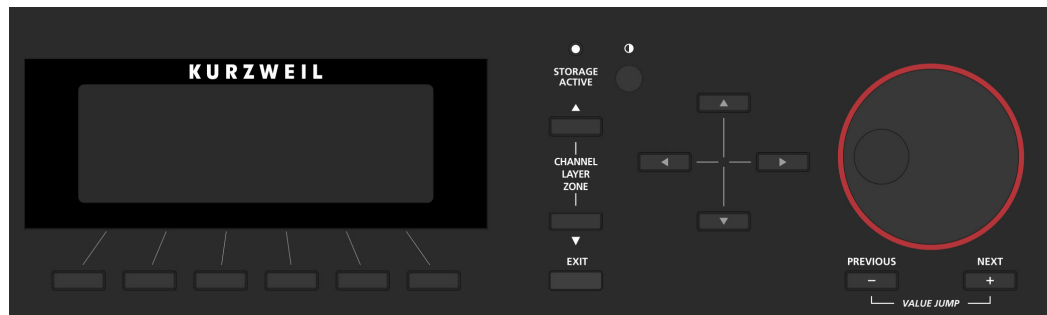 KURZWEIL
STORAGE
ACTIVE
CHANNEL
LAYER
ZONE
EXIT
PREVIOUS
NEXT
−
+
VALUE JUMP